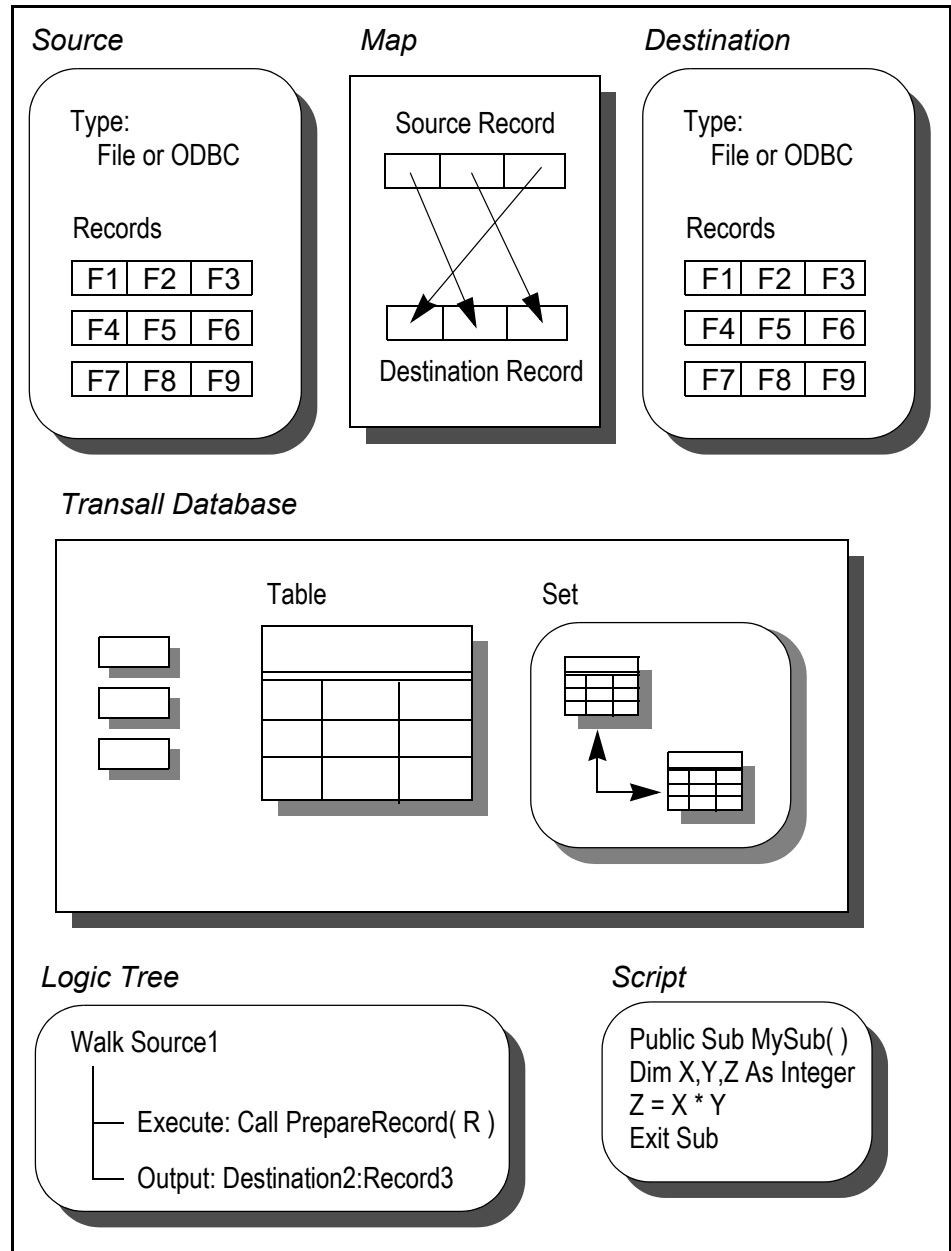 Source
Map
Destination
Type:
File or ODBC
Records
F1 F2 F3
F4 F5 F6
F7 F8 F9
Source Record
Destination Record
Type:
File or ODBC
Records
F1 F2 F3
F4 F5 F6
F7 F8 F9
Transall Database
Table
Set
Logic Tree
Walk Source1
Execute: Call PrepareRecord( R )
Output: Destination2:Record3
Script
Public Sub MySub( )
Dim X,Y,Z As Integer
Z = X * Y
Exit Sub